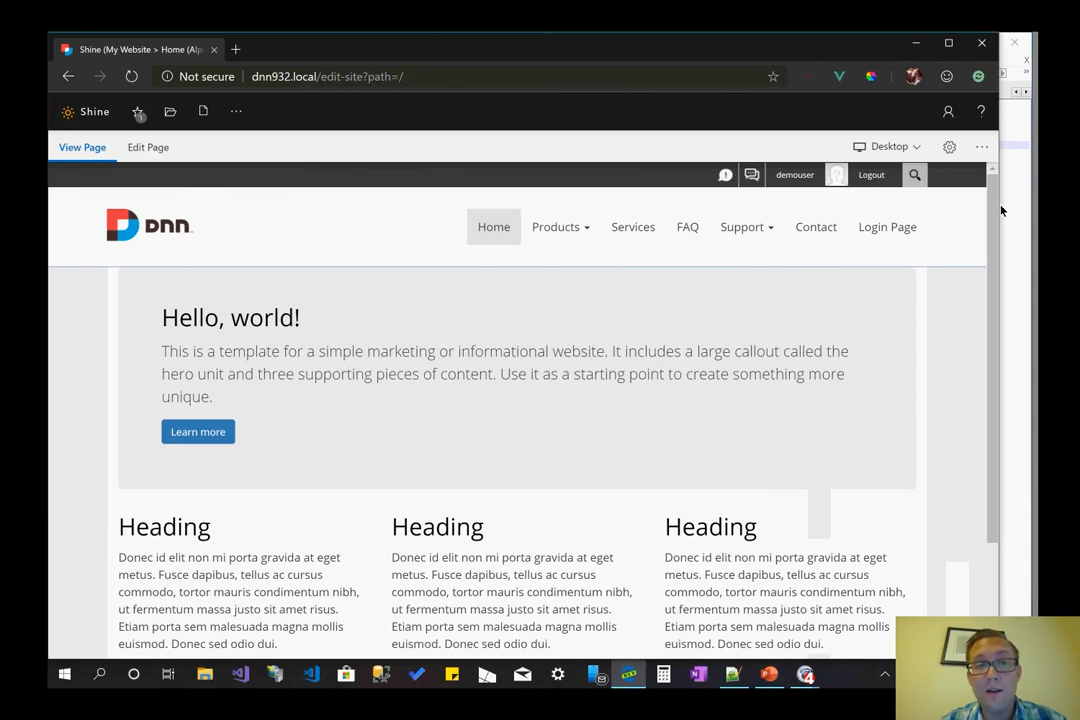 Shine (My Website > Home (Al
Not secure dnn932.local/edit-site?path=/
Shine
View Page Edit Page Desktop
demouser Logout
Dnn
Home Products Services FAQ Support Contact Login Page
Hello, world!
This is a template for a simple marketing or informational website. It includes a large callout called the
hero unit and three supporting pieces of content. Use it as a starting point to create something more
unique.
Learn more
Heading Heading Heading
Donec id elit non mi porta gravida at eget Donec id elit non mi porta gravida at eget Donec id elit non mi porta gravida at eget
metus. Fusce dapibus, tellus ac cursus metus. Fusce dapibus, tellus ac cursus metus. Fusce dapibus, tellus ac cursus
commodo, tortor mauris condimentum nibh, commodo, tortor mauris condimentum nibh, commodo, tortor mauris condimentum nibh,
ut fermentum massa justo sit amet risus. ut fermentum massa justo sit amet risus. ut fermentum massa justo sit amet risus.
Etiam porta sem malesuada magna mollis Etiam porta sem malesuada magna mollis Etiam porta sem malesuada magna mollis
euismod. Donec sed odio dui. euismod. Donec sed odio dui. euismod. Donec sed odio dui.